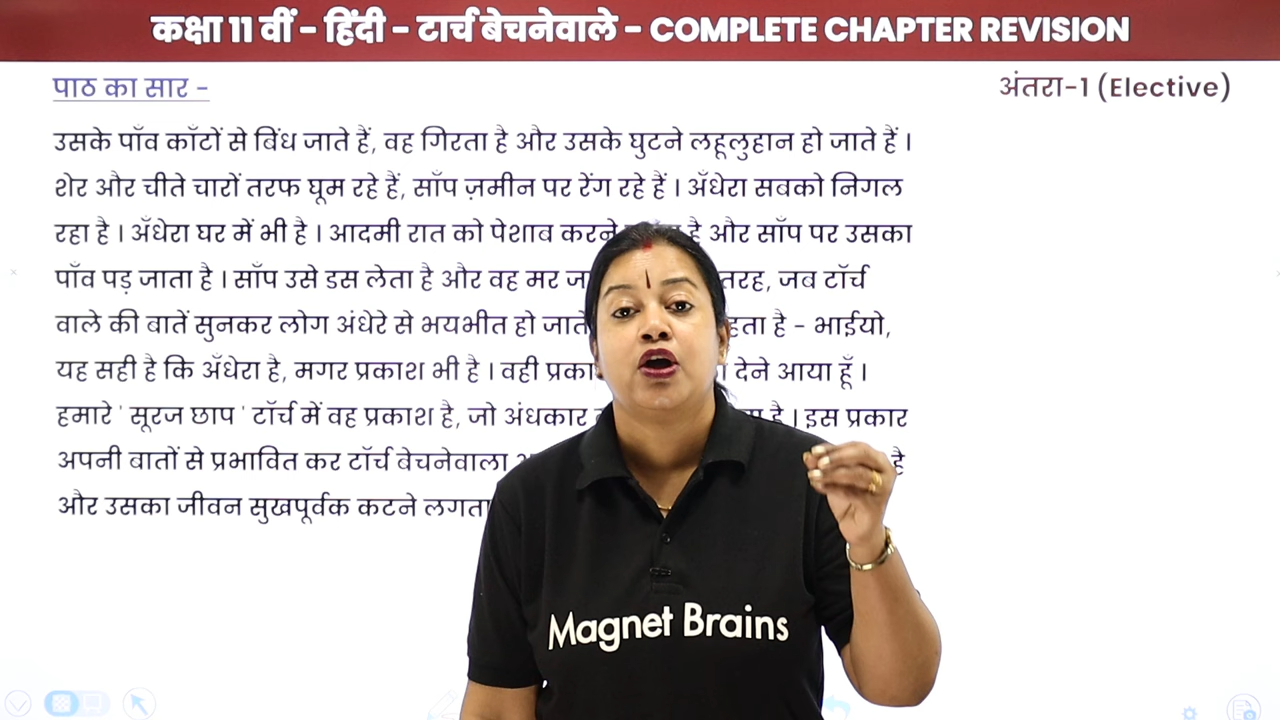 कक्षा 11 वीं - हिंदी - टार्च बेचनेवाले - COMPLETE CHAPTER REVISION
पाठ का सार -
अंतरा-1 (Elective)
उसके पाँव काँटों से बिंध जाते हैं, वह गिरता है और उसके घुटने लहूलुहान हो जाते हैं ।
शेर और चीते चारों तरफ घूम रहे हैं, साँप ज़मीन पर रेंग रहे हैं । अँधेरा सबको निगल
रहा है । अँधेरा घर में भी है । आदमी रात को पेशाब करने है और साँप पर उसका
पाँव पड़ जाता है । साँप उसे डस लेता है और वह मर तरह, जब टॉर्च
वाले की बातें सुनकर लोग अंधेरे से भयभीत हो जाते - भाईयो,
यह सही है कि अँधेरा है, मगर प्रकाश भी है । वही देने आया हूँ ।
हमारे ' सूरज छाप ' टॉर्च में वह प्रकाश है, जो अंधकार है । इस प्रकार
अपनी बातों से प्रभावित कर टॉर्च बेचनेवाला है
और उसका जीवन सुखपूर्वक कटने लगता
Magnet Brains